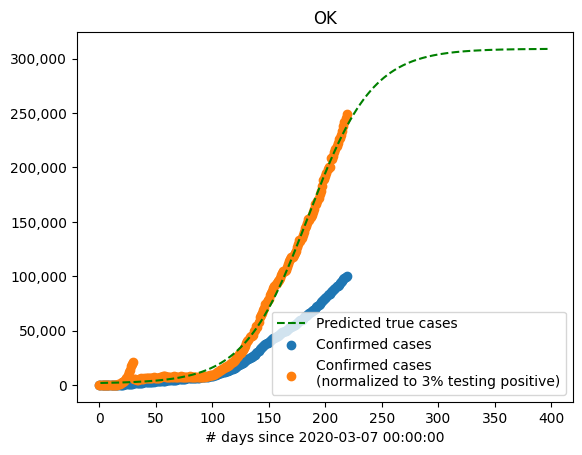 OK
300,000
250,000
200,000
150,000
100,000
50,000
0
Predicted true cases
Confirmed cases
Confirmed cases
(normalized to 3% testing positive)
0 50 100 150 200 250 300 350 400
# days since 2020-03-07 00:00:00